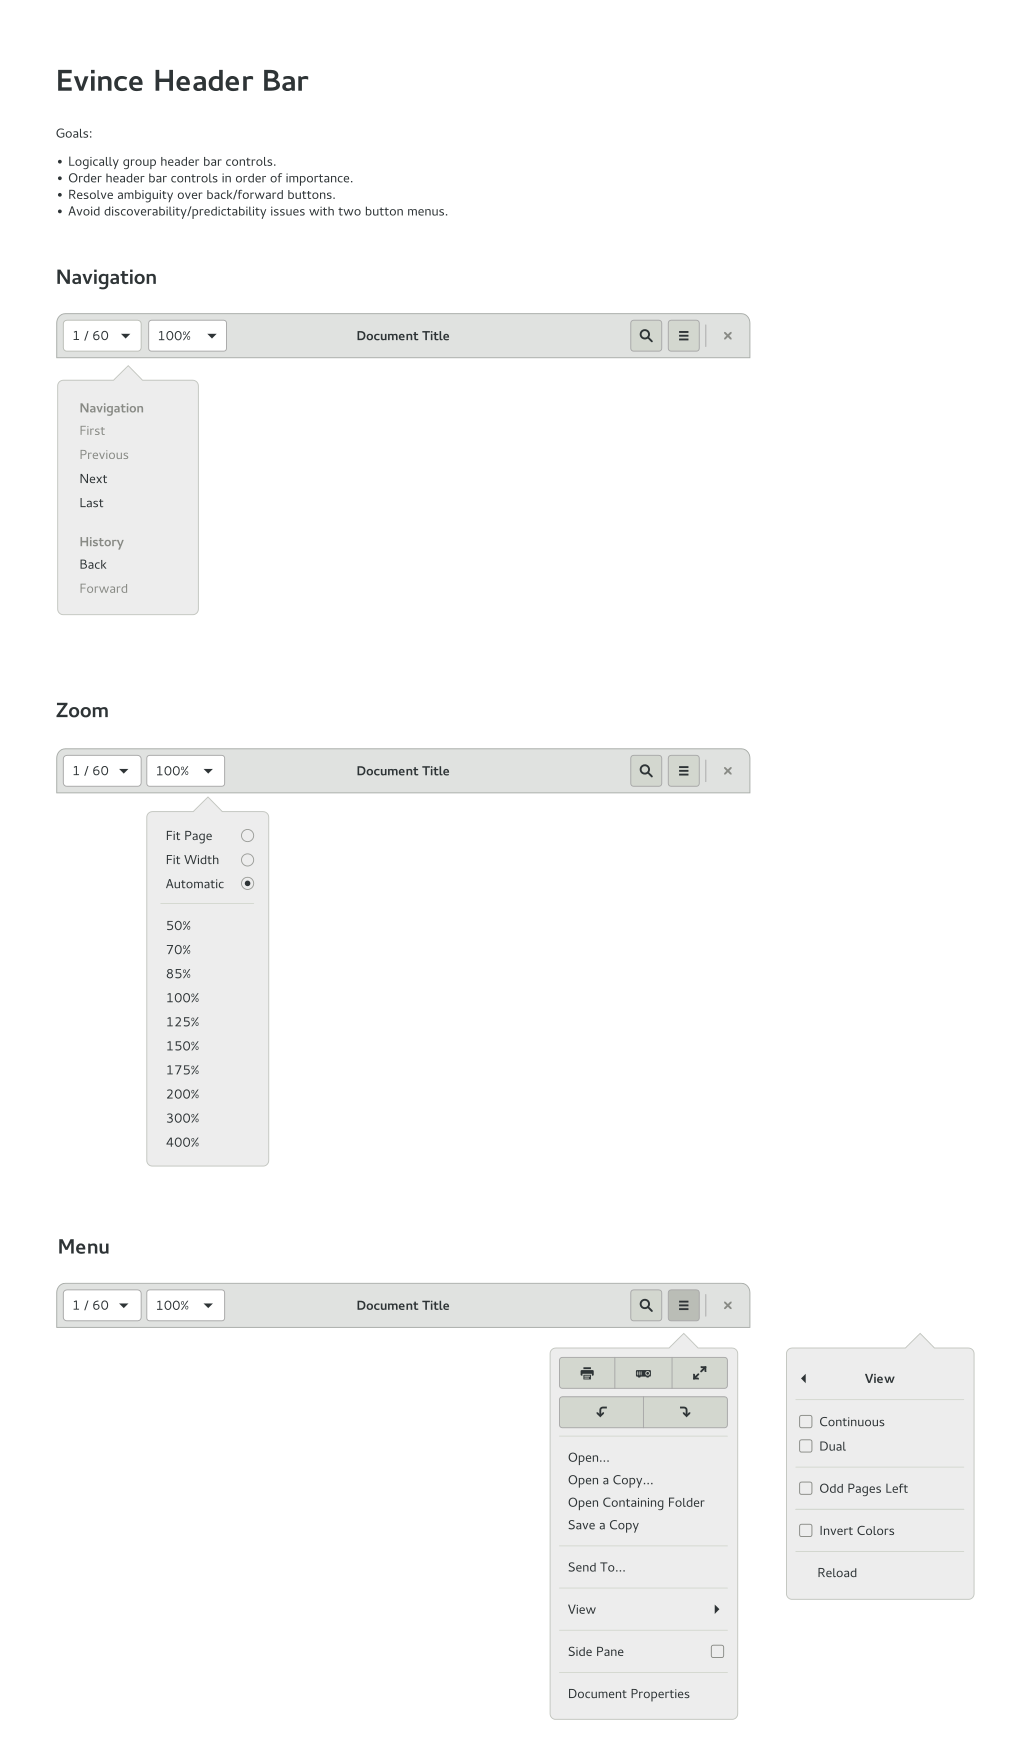 Evince Header Bar
Goals:
• Logically group header bar controls.
• Order header bar controls in order of importance.
• Resolve ambiguity over back/forward buttons.
• Avoid discoverability/predictability issues with two button menus.
Navigation
1 / 60 100% Document Title
Navigation
First
Previous
Next
Last
History
Back
Forward
Zoom
1 / 60 100% Document Title
Fit Page
Fit Width
Automatic
50%
70%
85%
100%
125%
150%
175%
200%
300%
400%
Menu
1 / 60 100% Document Title
Open...
Open a Copy...
Open Containing Folder
Save a Copy
Send To...
View
Side Pane
Document Properties
View
Continuous
Dual
Odd Pages Left
Invert Colors
Reload